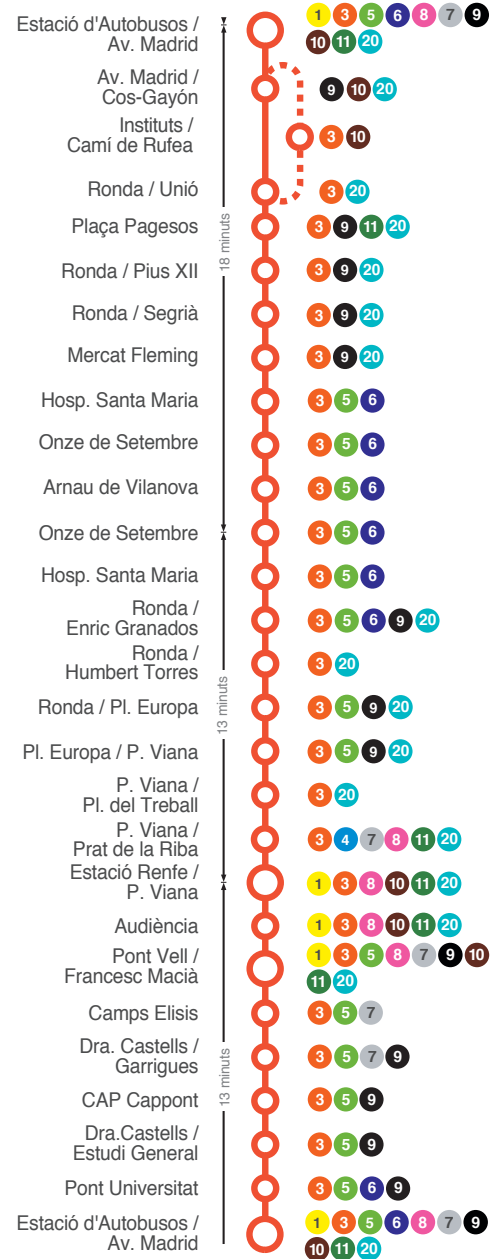 Estació d'Autobusos /
Av. Madrid
1 3 5 6 8 7 9
10 11 20
Av. Madrid /
Cos-Gayón
9 10 20
Instituts /
Camí de Rufea
3 10
Ronda / Unió
3 20
Plaça Pagesos
3 9 11 20
18 minuts
Ronda / Pius XII
3 9 20
Ronda / Segrià
3 9 20
Mercat Fleming
3 9 20
Hosp. Santa Maria
3 5 6
Onze de Setembre
3 5 6
Arnau de Vilanova
3 5 6
Onze de Setembre
3 5 6
Hosp. Santa Maria
3 5 6
Ronda /
Enric Granados
3 5 6 9 20
Ronda /
Humbert Torres
3 20
13 minuts
Ronda / Pl. Europa
3 5 9 20
Pl. Europa / P. Viana
3 5 9 20
P. Viana /
Pl. del Treball
3 20
P. Viana /
Prat de la Riba
3 4 7 8 11 20
Estació Renfe /
P. Viana
1 3 8 10 11 20
Audiència
1 3 8 10 11 20
Pont Vell /
Francesc Macià
1 3 5 8 7 9 10
11 20
Camps Elisis
3 5 7
Dra. Castells /
Garrigues
3 5 7 9
13 minuts
CAP Cappont
3 5 9
Dra.Castells /
Estudi General
3 5 9
Pont Universitat
3 5 6 9
Estació d'Autobusos /
Av. Madrid
1 3 5 6 8 7 9
10 11 20